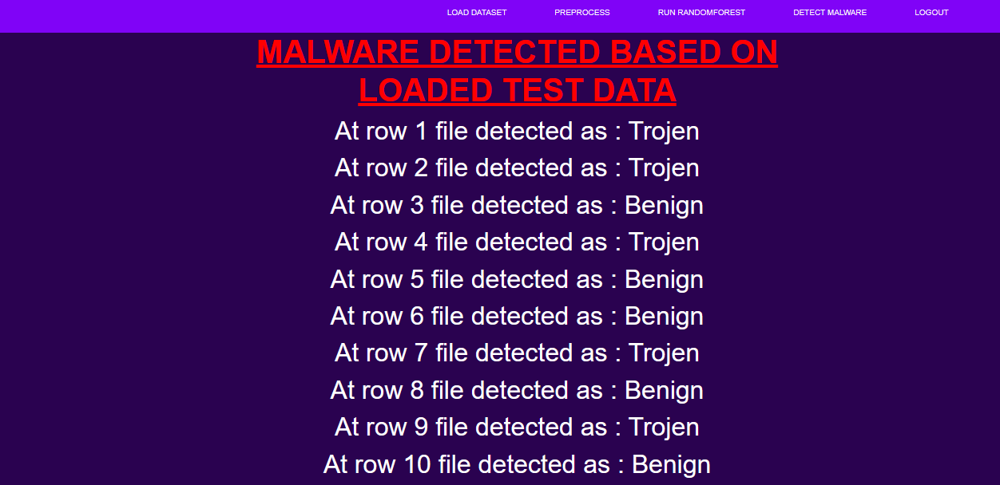 LOAD DATASET PREPROCESS RUN RANDOMFOREST DETECT MALWARE LOGOUT
MALWARE DETECTED BASED ON
LOADED TEST DATA
At row 1 file detected as : Trojen
At row 2 file detected as : Trojen
At row 3 file detected as : Benign
At row 4 file detected as : Trojen
At row 5 file detected as : Benign
At row 6 file detected as : Benign
At row 7 file detected as : Trojen
At row 8 file detected as : Benign
At row 9 file detected as : Trojen
At row 10 file detected as : Benign